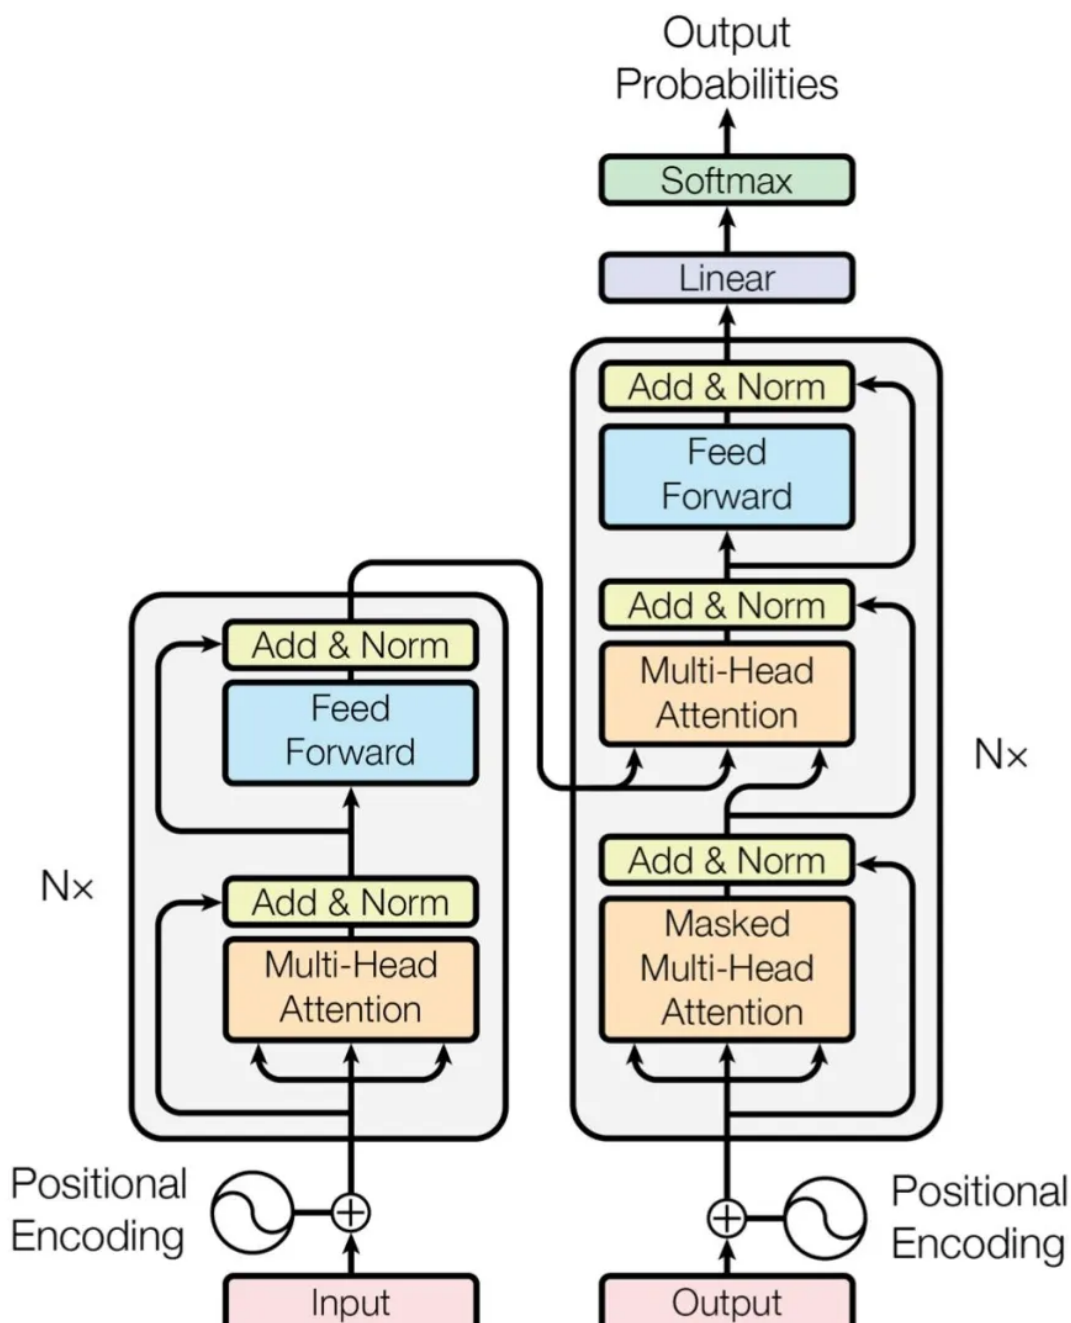 Output
Probabilities
Softmax
Linear
Add & Norm
Feed
Forward
Add & Norm
Multi-Head
Attention
Add & Norm
Masked
Multi-Head
Attention
Nx
Add & Norm
Feed
Forward
Add & Norm
Multi-Head
Attention
Nx
Positional
Encoding
Positional
Encoding
Input
Output